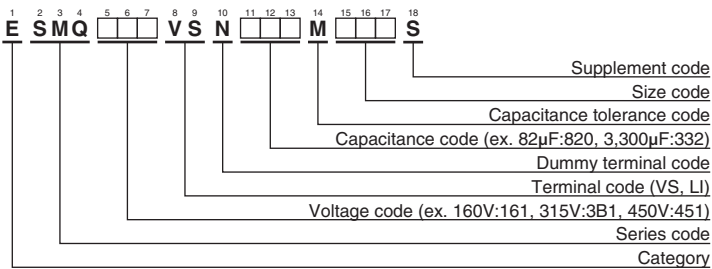 1 2 3 4 5 6 7 8 9 10 11 12 13 14 15 16 17 18
E SMQ □□□ VS N □□□ M □□□ S
Supplement code
Size code
Capacitance tolerance code
Capacitance code (ex. 82μF:820, 3,300μF:332)
Dummy terminal code
Terminal code (VS, LI)
Voltage code (ex. 160V:161, 315V:3B1, 450V:451)
Series code
Category